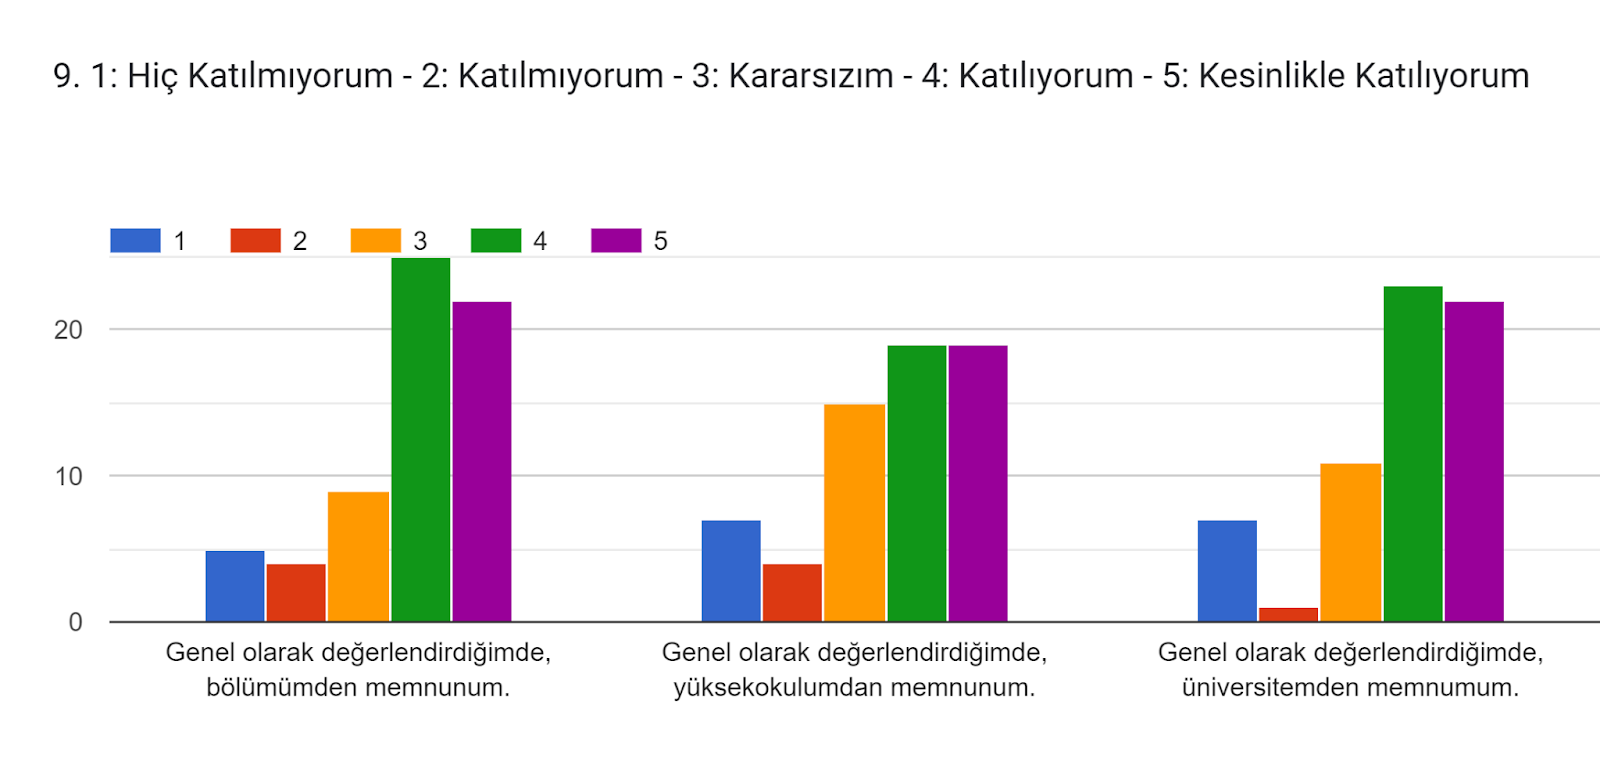 9. 1: Hiç Katılmıyorum - 2: Katılmıyorum - 3: Kararsızım - 4: Katılıyorum - 5: Kesinlikle Katılıyorum
1 2 3 4 5
20
10
0
Genel olarak değerlendirdiğimde,
bölümümden memnunum.
Genel olarak değerlendirdiğimde,
yüksekokulumdan memnunum.
Genel olarak değerlendirdiğimde,
üniversitemden memnumum.